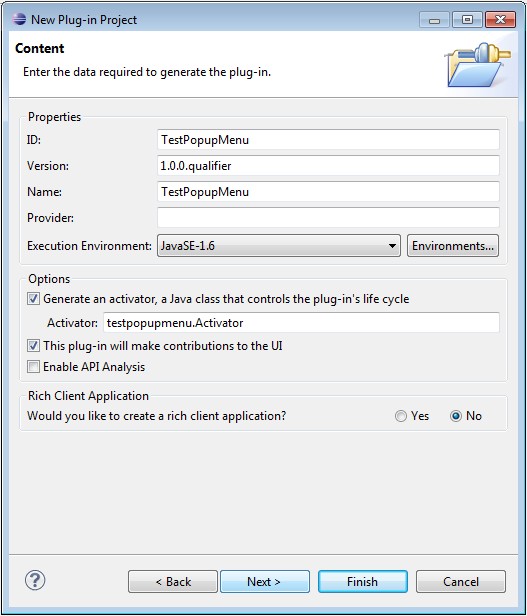 New Plug-in Project
Content
Enter the data required to generate the plug-in.
Properties
ID: TestPopupMenu
Version: 1.0.0.qualifier
Name: TestPopupMenu
Provider:
Execution Environment: JavaSE-1.6 Environments...
Options
Generate an activator, a Java class that controls the plug-in's life cycle
Activator: testpopupmenu.Activator
This plug-in will make contributions to the UI
Enable API Analysis
Rich Client Application
Would you like to create a rich client application? Yes No
? < Back Next > Finish Cancel